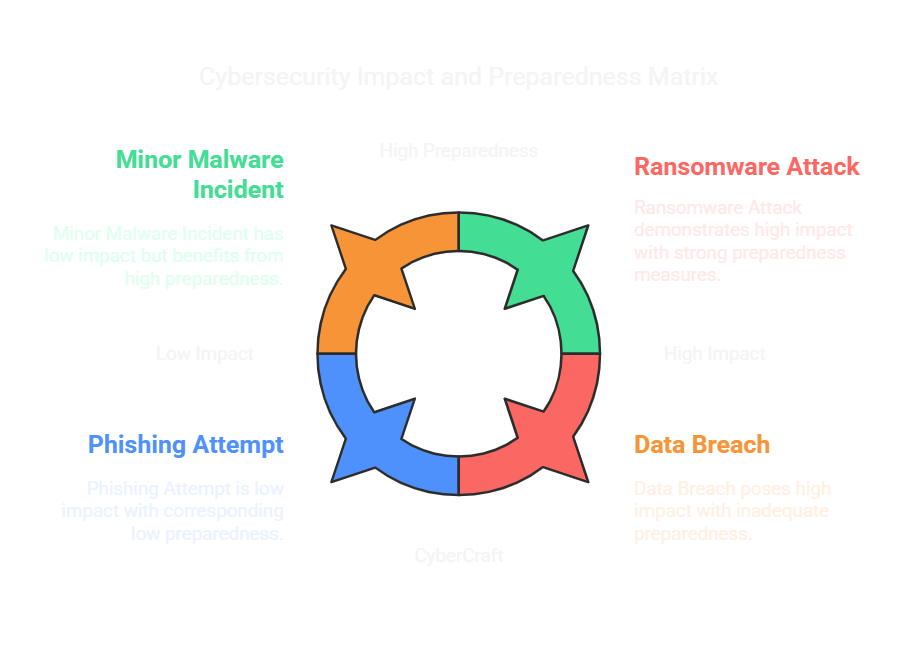 Cybersecurity Impact and Preparedness Matrix
High Preparedness
Minor Malware
Incident
Minor Malware Incident has
low impact but benefits from
high preparedness.
Ransomware Attack
Ransomware Attack
demonstrates high impact
with strong preparedness
measures.
Low Impact
High Impact
Phishing Attempt
Phishing Attempt is low
impact with corresponding
low preparedness.
Data Breach
Data Breach poses high
impact with inadequate
preparedness.
CyberCraft